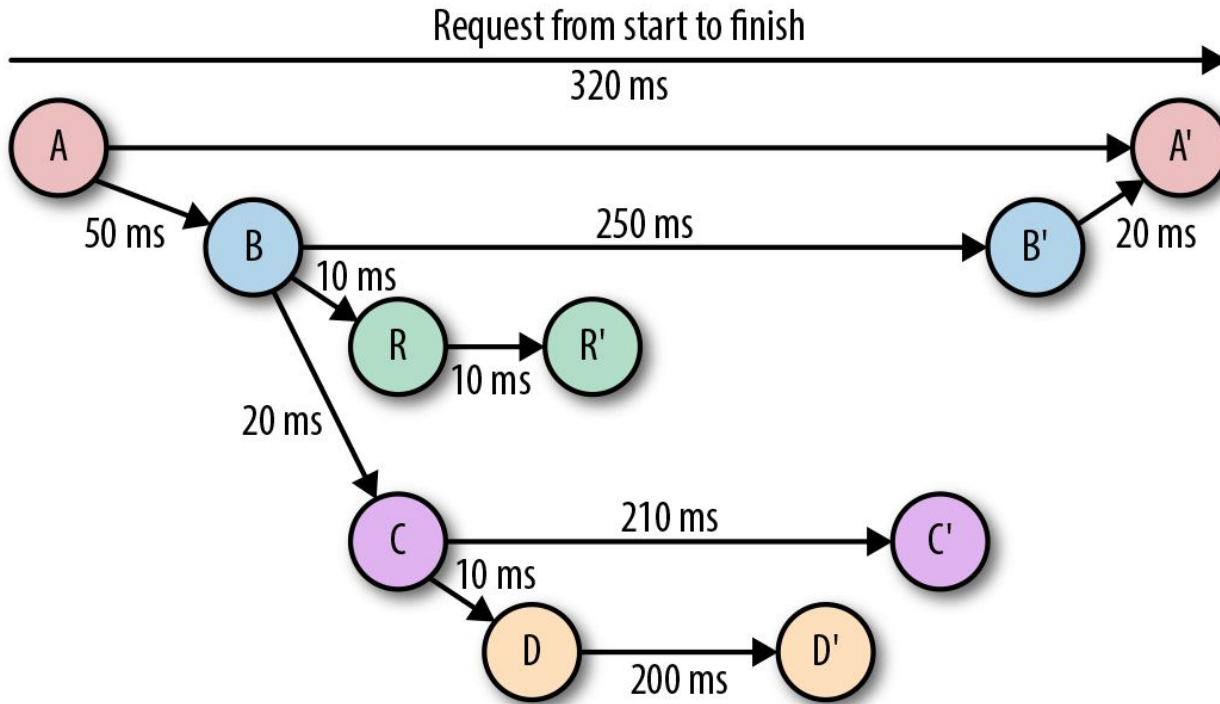 Request from start to finish
320 ms
A
A'
50 ms
B
250 ms
B'
20 ms
10 ms
R
R'
10 ms
20 ms
C
210 ms
C'
10 ms
D
200 ms
D'